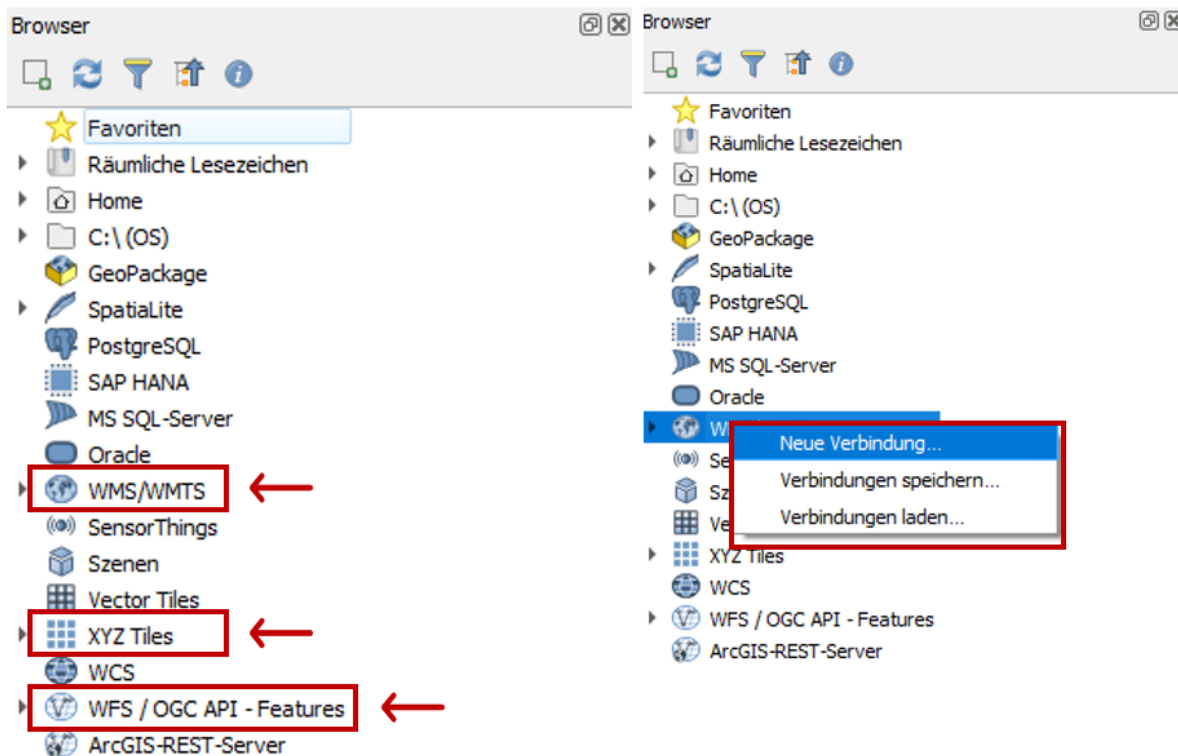 Browser
Favoriten
Räumliche Lesezeichen
Home
C:\ (OS)
GeoPackage
SpatiaLite
PostgreSQL
SAP HANA
MS SQL-Server
Oracle
WMS/WMTS
SensorThings
Szenen
Vector Tiles
XYZ Tiles
WCS
WFS / OGC API - Features
ArcGIS-REST-Server
Browser
Favoriten
Räumliche Lesezeichen
Home
C:\ (OS)
GeoPackage
SpatiaLite
PostgreSQL
SAP HANA
MS SQL-Server
Oracle
Neue Verbindung...
Verbindungen speichern...
Verbindungen laden...
XYZ Tiles
WCS
WFS / OGC API - Features
ArcGIS-REST-Server